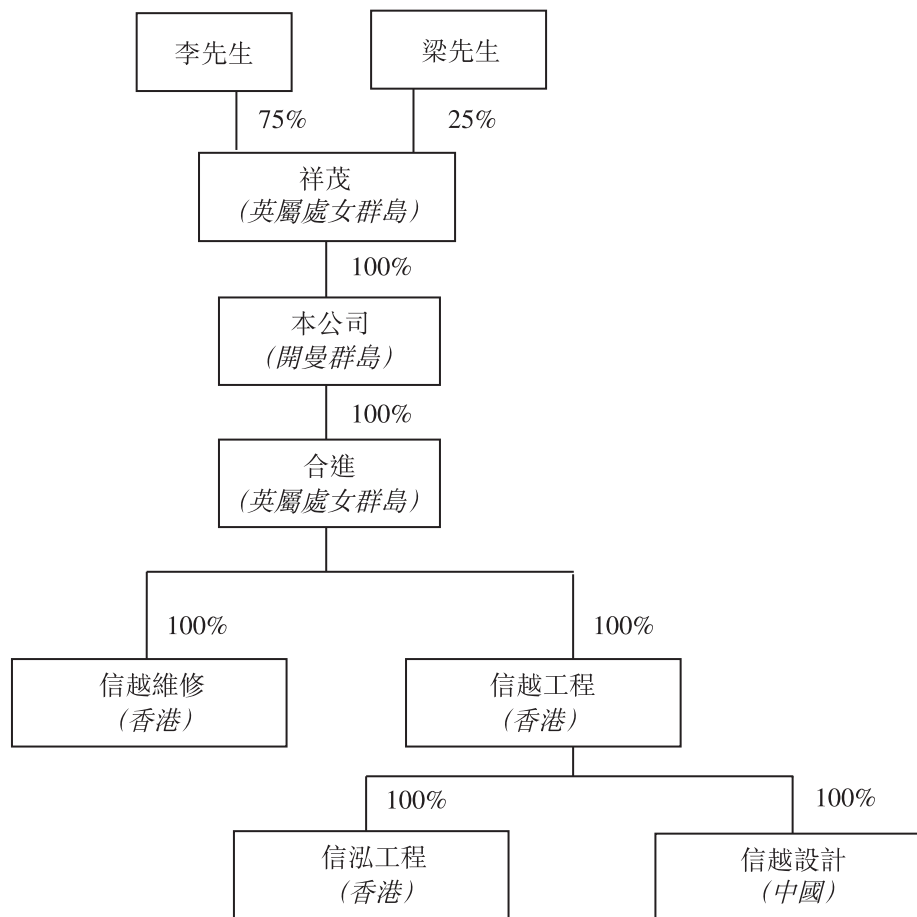 李先生
梁先生
75%
25%
祥茂
(英屬處女群島)
100%
本公司
(開曼群島)
100%
合進
(英屬處女群島)
100%
100%
信越維修
(香港)
信越工程
(香港)
100%
100%
信泓工程
(香港)
信越設計
(中國)